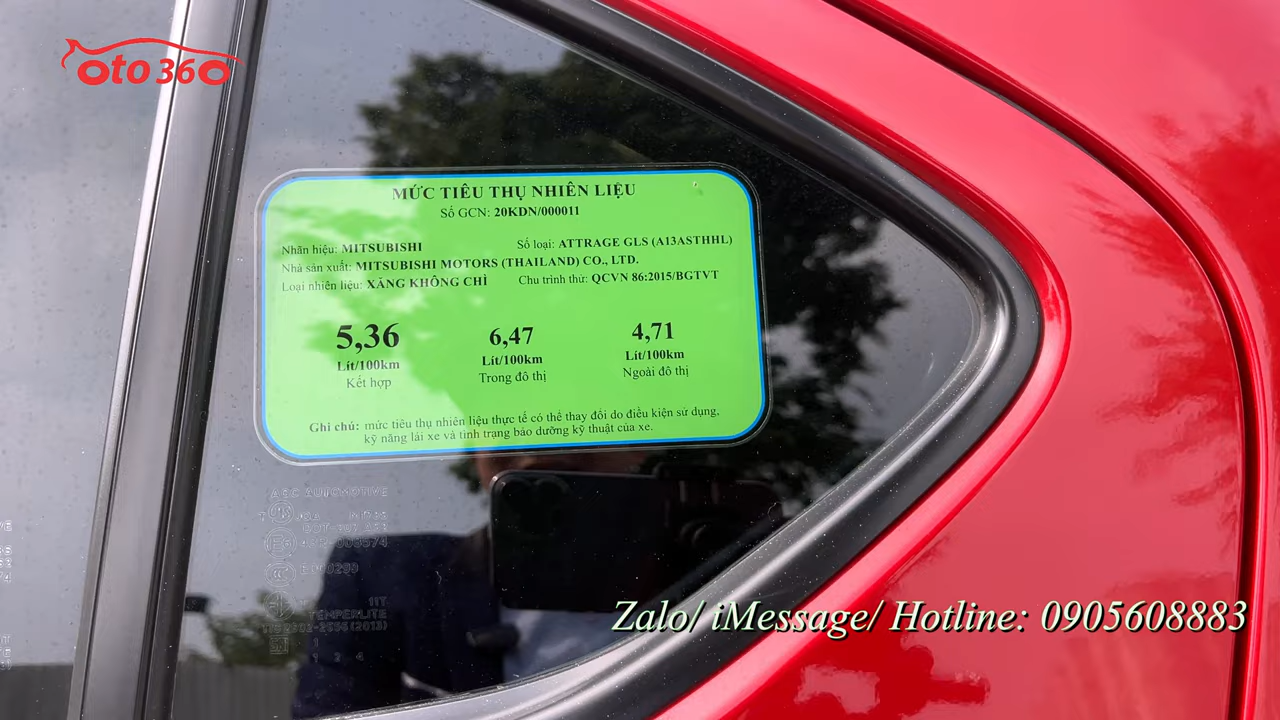 oto360
MỨC TIÊU THỤ NHIÊN LIỆU
Số GCN: 20KDN/000011
Nhãn hiệu: MITSUBISHI Số loại: ATTRAGE GLS (A13ASTHHL)
Nhà sản xuất: MITSUBISHI MOTORS (THAILAND) CO., LTD.
Loại nhiên liệu: XĂNG KHÔNG CHÌ Chu trình thử: QCVN 86:2015/BGTVT
5,36 6,47 4,71
Lít/100km Lít/100km Lít/100km
Kết hợp Trong đô thị Ngoài đô thị
Ghi chú: mức tiêu thụ nhiên liệu thực tế có thể thay đổi do điều kiện sử dụng,
kỹ năng lái xe và tình trạng bảo dưỡng kỹ thuật của xe.
AEC AUTOMOTIVE
TEMPERLITE
Zalo/ iMessage/ Hotline: 0905608883